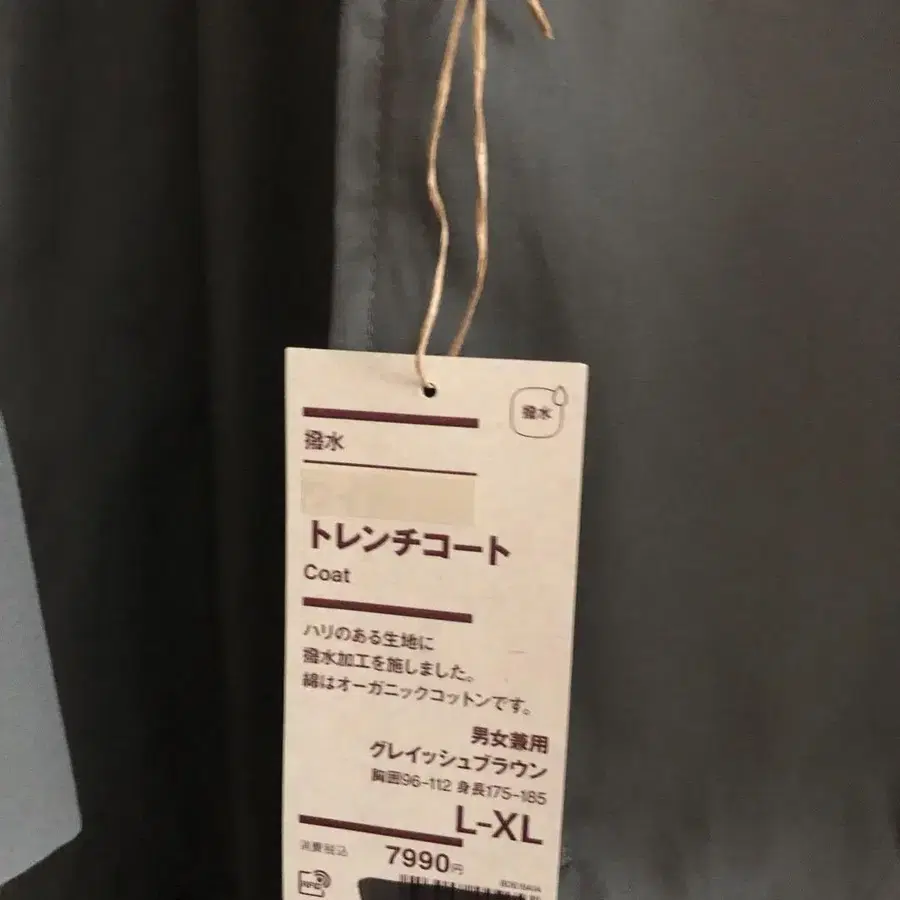 撥水
撥水
トレンチコート
Coat
ハリのある生地に
撥水加工を施しました。
綿はオーガニックコットンです。
男女兼用
グレイッシュブラウン
胸囲96-112 身長175-185
L-XL
消費税込 7990円
RFID